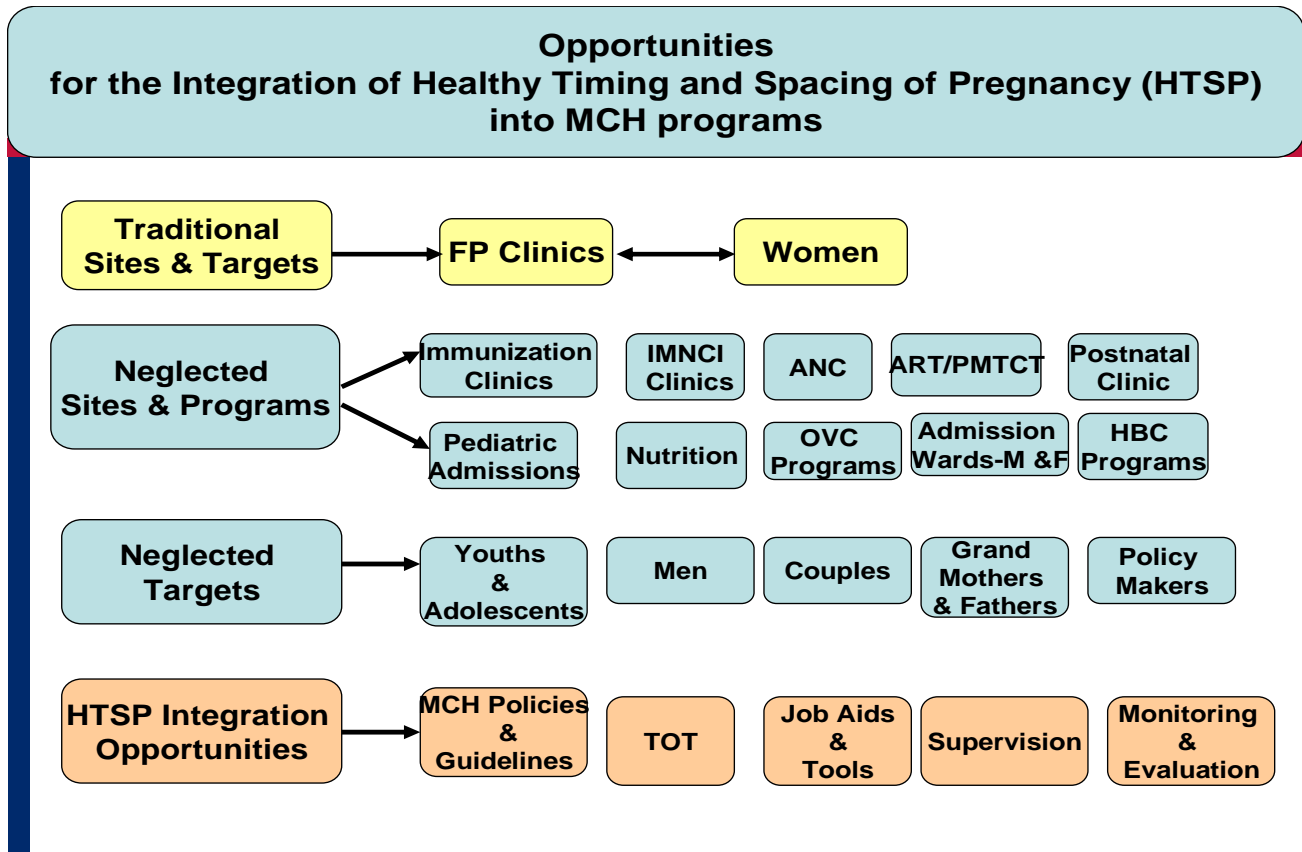 Opportunities
for the Integration of Healthy Timing and Spacing of Pregnancy (HTSP)
into MCH programs
Traditional
Sites & Targets
FP Clinics
Women
Neglected
Sites & Programs
Immunization
Clinics
IMNCI
Clinics
ANC
ART/PMTCT
Postnatal
Clinic
Pediatric
Admissions
Nutrition
OVC
Programs
Admission
Wards-M &F
HBC
Programs
Neglected
Targets
Youths
&
Adolescents
Men
Couples
Grand
Mothers
& Fathers
Policy
Makers
HTSP Integration
Opportunities
MCH Policies
&
Guidelines
TOT
Job Aids
&
Tools
Supervision
Monitoring
&
Evaluation